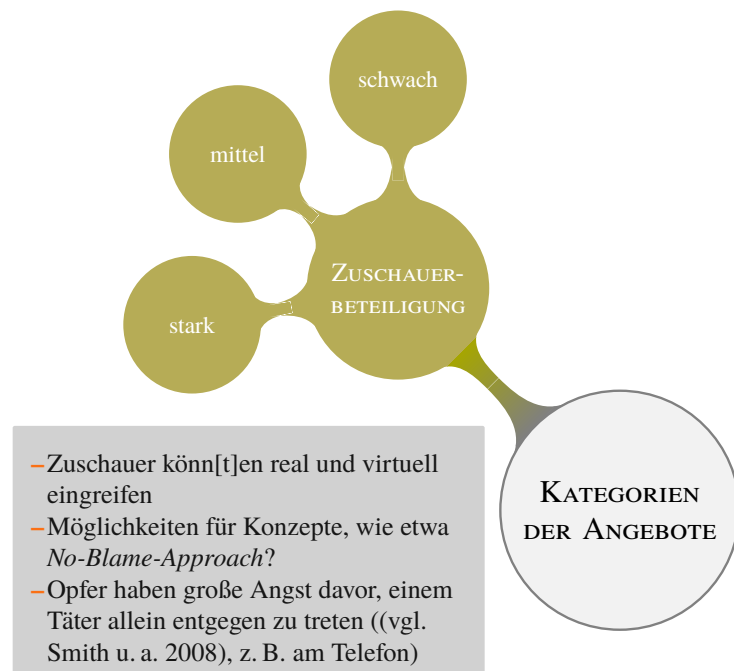 schwach
mittel
ZUSCHAUER-
BETEILIGUNG
stark
KATEGORIEN
DER ANGEBOTE
–Zuschauer könn[t]en real und virtuell
eingreifen
–Möglichkeiten für Konzepte, wie etwa
No-Blame-Approach?
–Opfer haben große Angst davor, einem
Täter allein entgegen zu treten ((vgl.
Smith u. a. 2008), z. B. am Telefon)